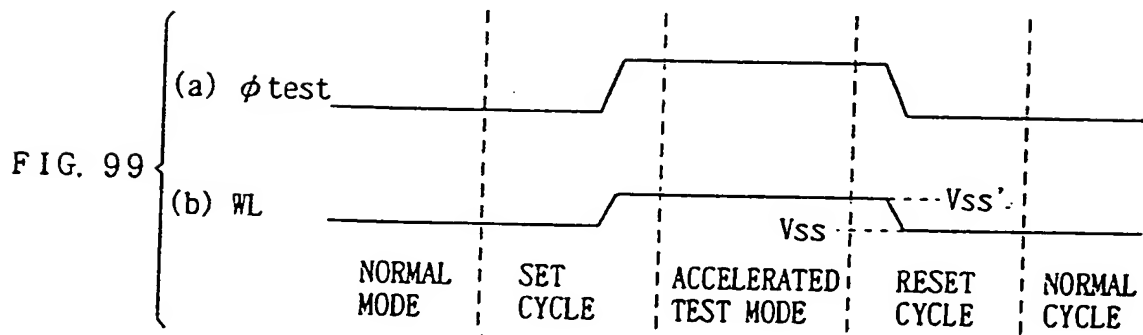 FIG. 99
(a) φtest
(b) WL
Vss'
Vss
NORMAL MODE
SET CYCLE
ACCELERATED TEST MODE
RESET CYCLE
NORMAL CYCLE